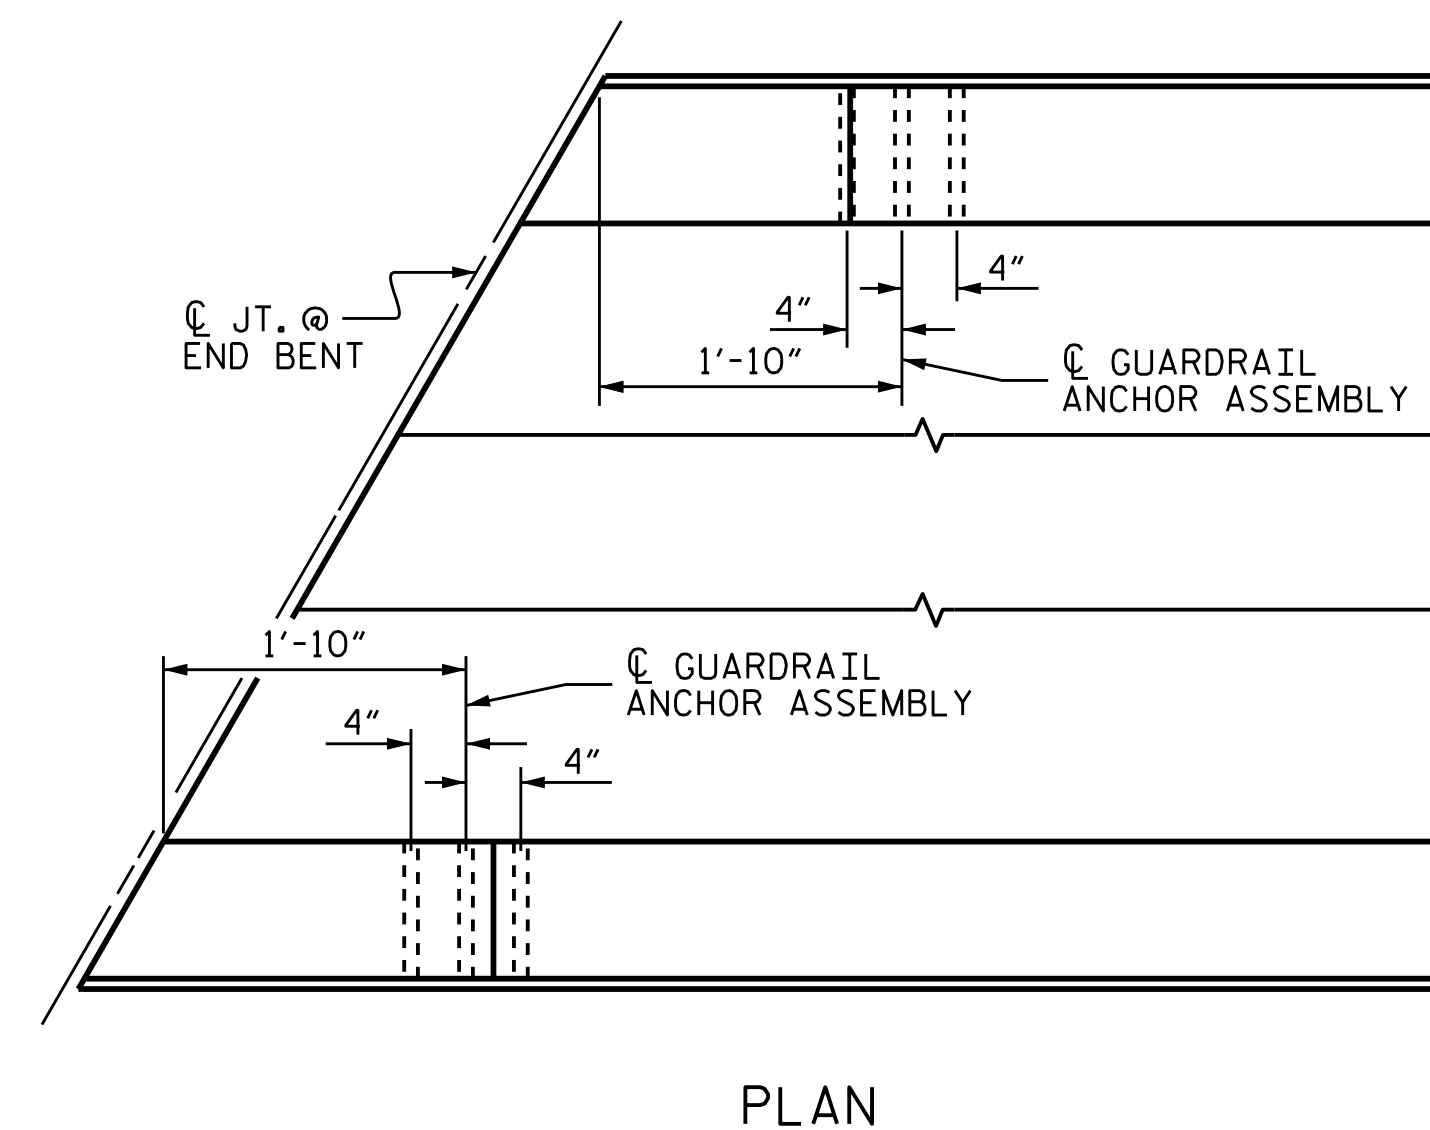 4"
℄ JT. @
END BENT
4"
1'-10"
℄ GUARDRAIL
ANCHOR ASSEMBLY
1'-10"
℄ GUARDRAIL
ANCHOR ASSEMBLY
4"
4"
PLAN